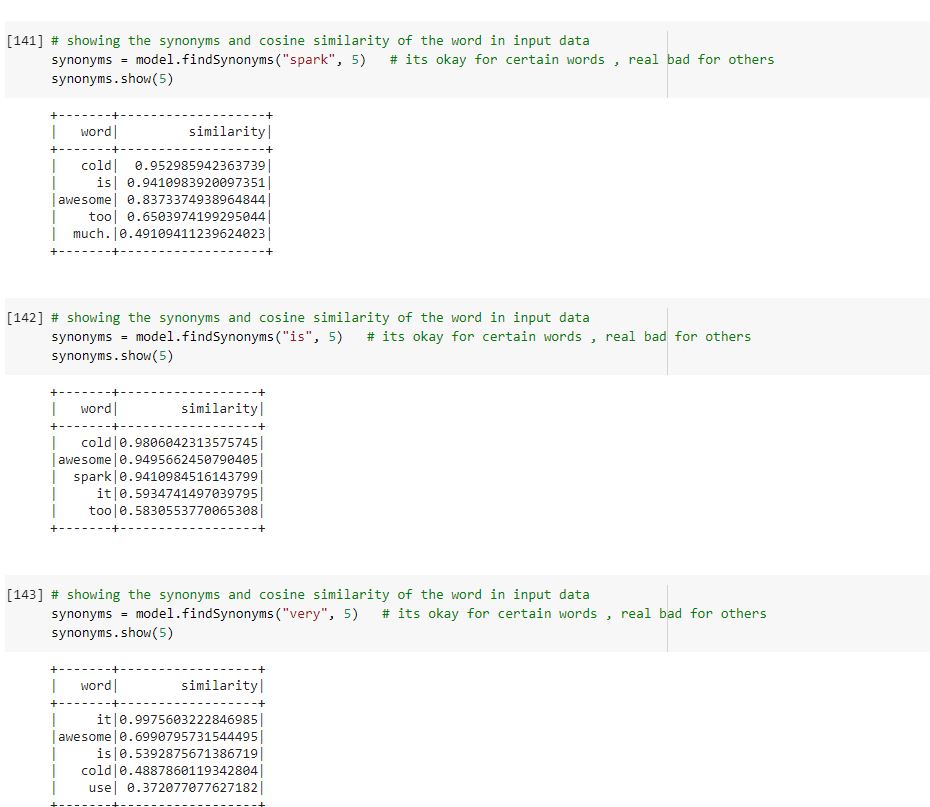 [141] # showing the synonyms and cosine similarity of the word in input data
synonyms = model.findSynonyms("spark", 5)   # its okay for certain words , real bad for others
synonyms.show(5)
+-------+------------------+
|   word|        similarity|
+-------+------------------+
|   cold| 0.952985942363739|
|     is|0.9410983920097351|
|awesome|0.8373374938964844|
|    too|0.6503974199295044|
|  much.|0.49109411239624023|
+-------+------------------+
[142] # showing the synonyms and cosine similarity of the word in input data
synonyms = model.findSynonyms("is", 5)   # its okay for certain words , real bad for others
synonyms.show(5)
+-------+------------------+
|   word|        similarity|
+-------+------------------+
|   cold|0.9806042313575745|
|awesome|0.9495662450790405|
|  spark|0.9410984516143799|
|     it|0.5934741497039795|
|    too|0.5830553770065308|
+-------+------------------+
[143] # showing the synonyms and cosine similarity of the word in input data
synonyms = model.findSynonyms("very", 5)   # its okay for certain words , real bad for others
synonyms.show(5)
+-------+------------------+
|   word|        similarity|
+-------+------------------+
|     it|0.9975603222846985|
|awesome|0.6990795731544495|
|     is|0.5392875671386719|
|   cold|0.4887860119342804|
|    use| 0.372077077627182|
+-------+------------------+